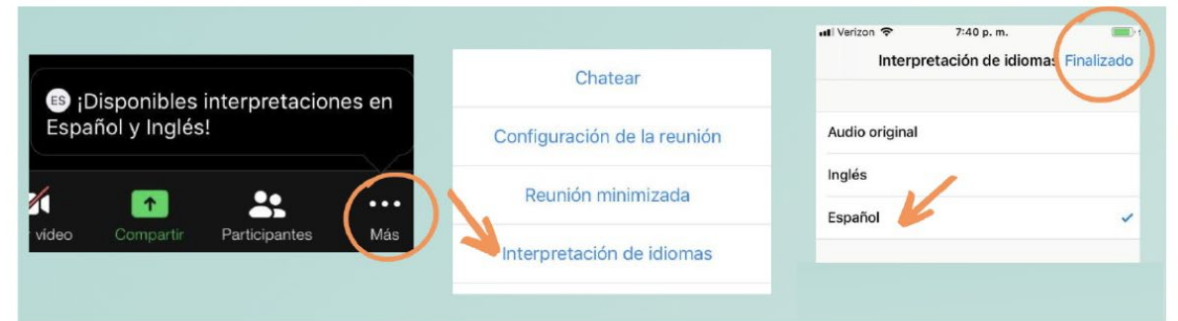 ES ¡Disponibles interpretaciones en
Español y Inglés!
video
Compartir
Participantes
Más
Chatear
Configuración de la reunión
Reunión minimizada
Interpretación de idiomas
Verizon
7:40 p. m.
Interpretación de idiomas
Finalizado
Audio original
Inglés
Español